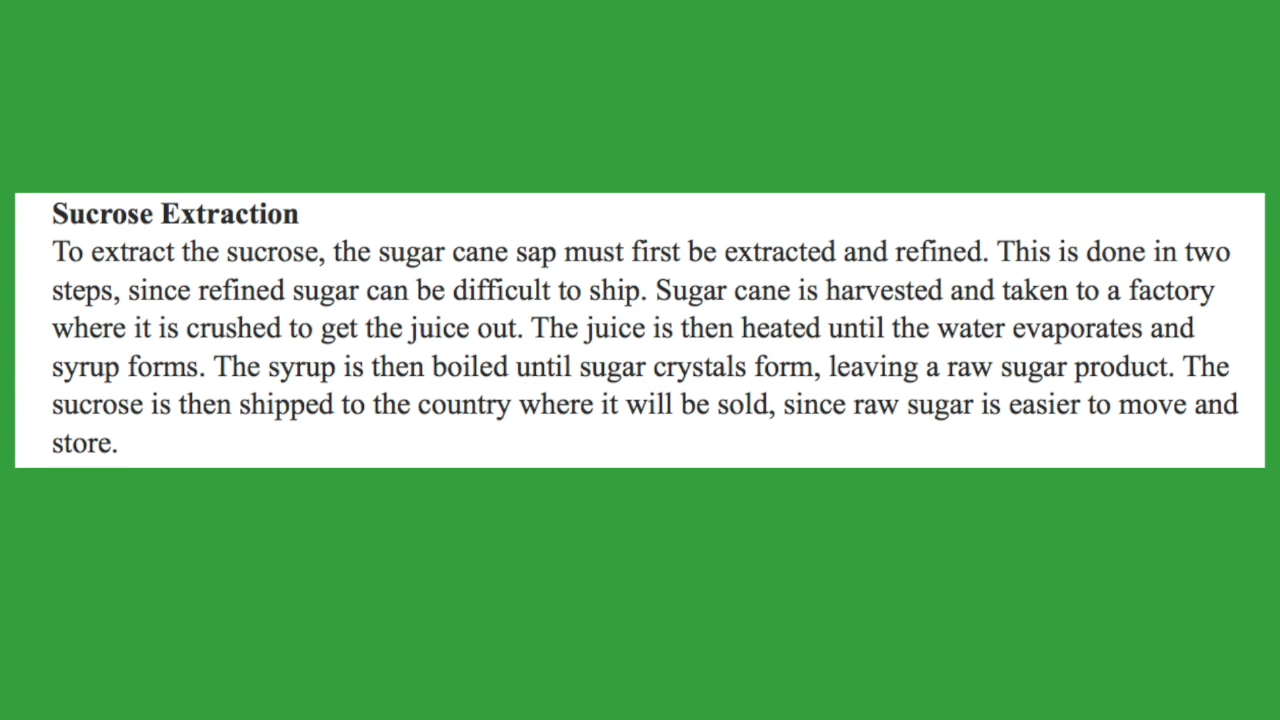 Sucrose Extraction
To extract the sucrose, the sugar cane sap must first be extracted and refined. This is done in two
steps, since refined sugar can be difficult to ship. Sugar cane is harvested and taken to a factory
where it is crushed to get the juice out. The juice is then heated until the water evaporates and
syrup forms. The syrup is then boiled until sugar crystals form, leaving a raw sugar product. The
sucrose is then shipped to the country where it will be sold, since raw sugar is easier to move and
store.